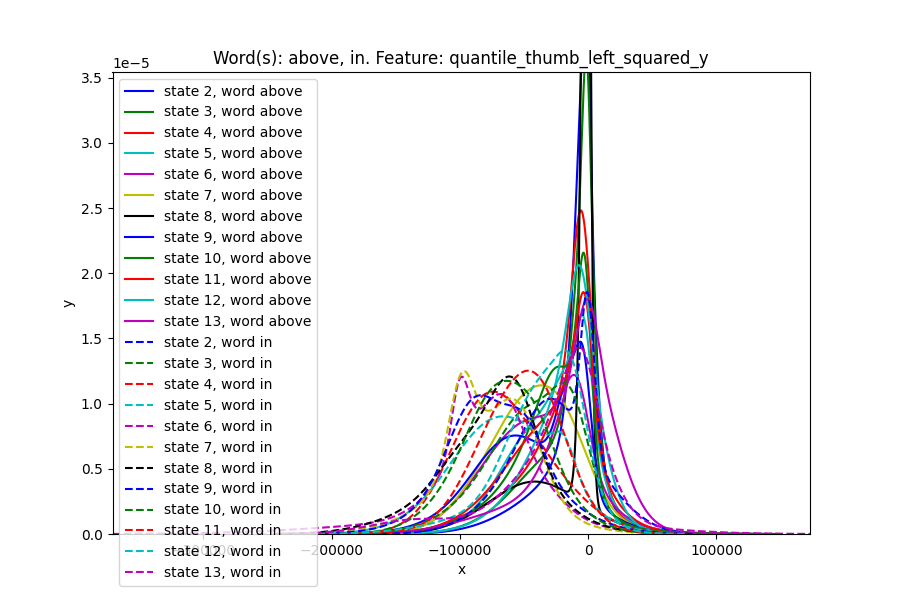 Word(s): above, in. Feature: quantile_thumb_left_squared_y
1e−5
3.5
3.0
2.5
2.0
1.5
1.0
0.5
0.0
y
state 2, word above
state 3, word above
state 4, word above
state 5, word above
state 6, word above
state 7, word above
state 8, word above
state 9, word above
state 10, word above
state 11, word above
state 12, word above
state 13, word above
state 2, word in
state 3, word in
state 4, word in
state 5, word in
state 6, word in
state 7, word in
state 8, word in
state 9, word in
state 10, word in
state 11, word in
state 12, word in
state 13, word in
−300000 −200000 −100000 0 100000
x